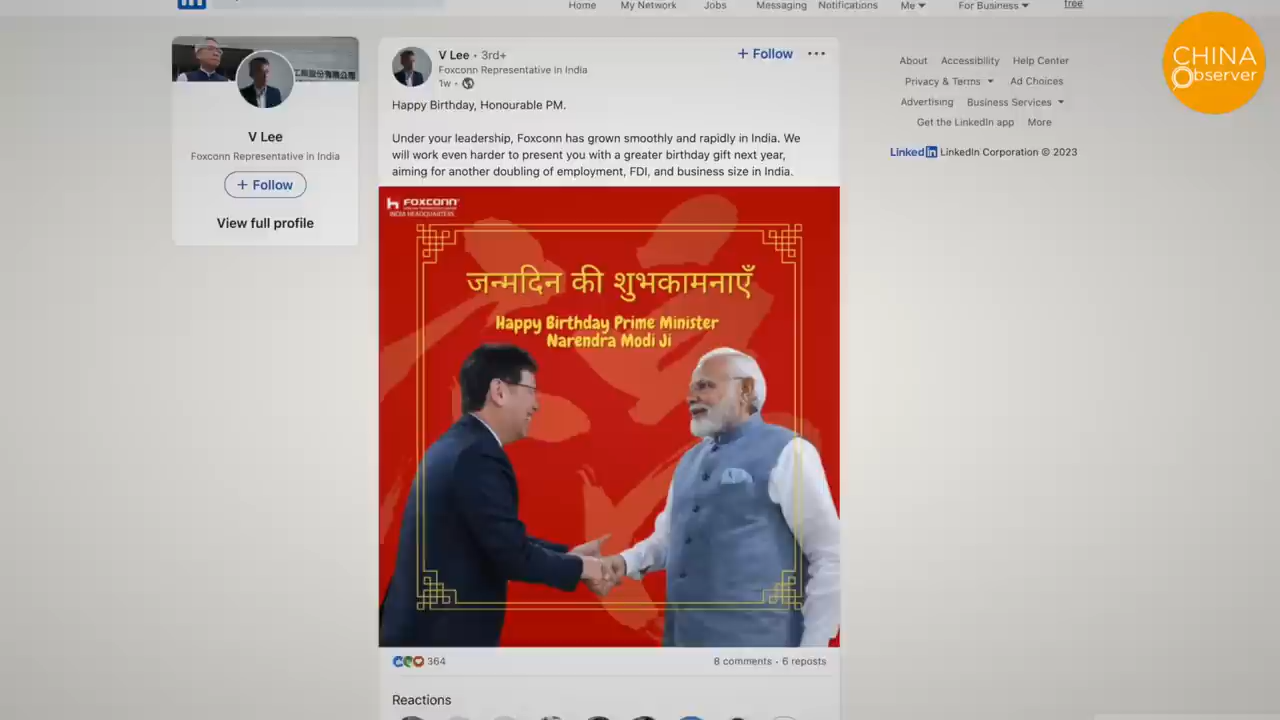 Home
My Network
Jobs
Messaging
Notifications
Me
For Business
free
CHINA
Observer
V Lee
Foxconn Representative in India
+ Follow
View full profile
V Lee • 3rd+
Foxconn Representative in India
1w •
+ Follow
Happy Birthday, Honourable PM.
Under your leadership, Foxconn has grown smoothly and rapidly in India. We
will work even harder to present you with a greater birthday gift next year,
aiming for another doubling of employment, FDI, and business size in India.
FOXCONN
INDIA HEADQUARTERS
जन्मदिन की शुभकामनाएँ
Happy Birthday Prime Minister
Narendra Modi Ji
364
8 comments • 6 reposts
Reactions
About
Accessibility
Help Center
Privacy & Terms
Ad Choices
Advertising
Business Services
Get the LinkedIn app
More
LinkedIn LinkedIn Corporation © 2023